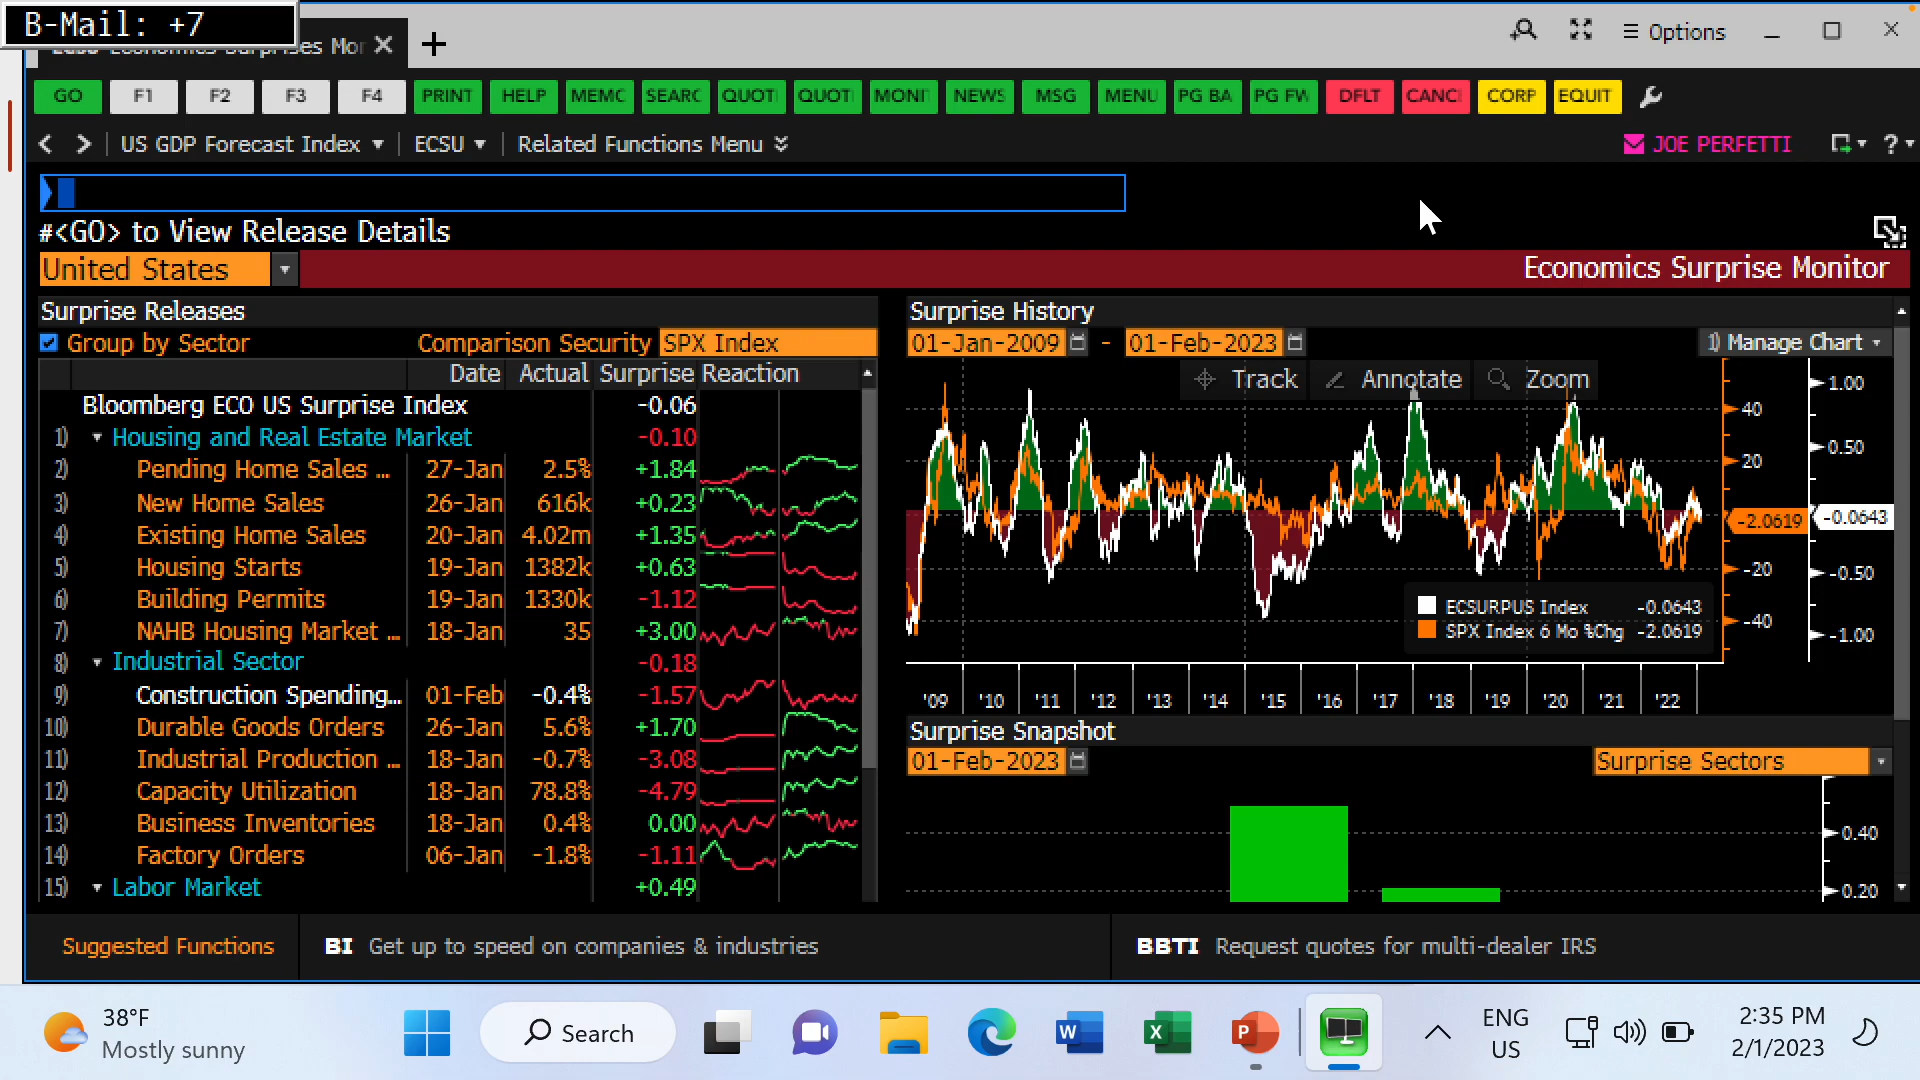 B-Mail: +7
Options
GO F1 F2 F3 F4 PRINT HELP MEMC SEARC QUOT QUOT MONI NEWS MSG MENU PG BA PG FW DFLT CANC CORP EQUIT
US GDP Forecast Index ECSU Related Functions Menu JOE PERFETTI ?
#<GO> to View Release Details
United States Economics Surprise Monitor
Surprise Releases
Group by Sector Comparison Security SPX Index
Date Actual Surprise Reaction
Bloomberg ECO US Surprise Index -0.06
1) Housing and Real Estate Market -0.10
2) Pending Home Sales ... 27-Jan 2.5% +1.84
3) New Home Sales 26-Jan 616k +0.23
4) Existing Home Sales 20-Jan 4.02m +1.35
5) Housing Starts 19-Jan 1382k +0.63
6) Building Permits 19-Jan 1330k -1.12
7) NAHB Housing Market ... 18-Jan 35 +3.00
8) Industrial Sector -0.18
9) Construction Spending... 01-Feb -0.4% -1.57
10) Durable Goods Orders 26-Jan 5.6% +1.70
11) Industrial Production ... 18-Jan -0.7% -3.08
12) Capacity Utilization 18-Jan 78.8% -4.79
13) Business Inventories 18-Jan 0.4% 0.00
14) Factory Orders 06-Jan -1.8% -1.11
15) Labor Market +0.49
Surprise History
01-Jan-2009 - 01-Feb-2023 1) Manage Chart
Track Annotate Zoom
40 1.00
20 0.50
-2.0619 -0.0643
-20 -0.50
-40 -1.00
ECSURPUS Index -0.0643
SPX Index 6 Mo %Chg -2.0619
'09 '10 '11 '12 '13 '14 '15 '16 '17 '18 '19 '20 '21 '22
Surprise Snapshot
01-Feb-2023 Surprise Sectors
0.40
0.20
Suggested Functions BI Get up to speed on companies & industries BBTI Request quotes for multi-dealer IRS
38°F
Mostly sunny
Search
W X P
ENG
US
2:35 PM
2/1/2023